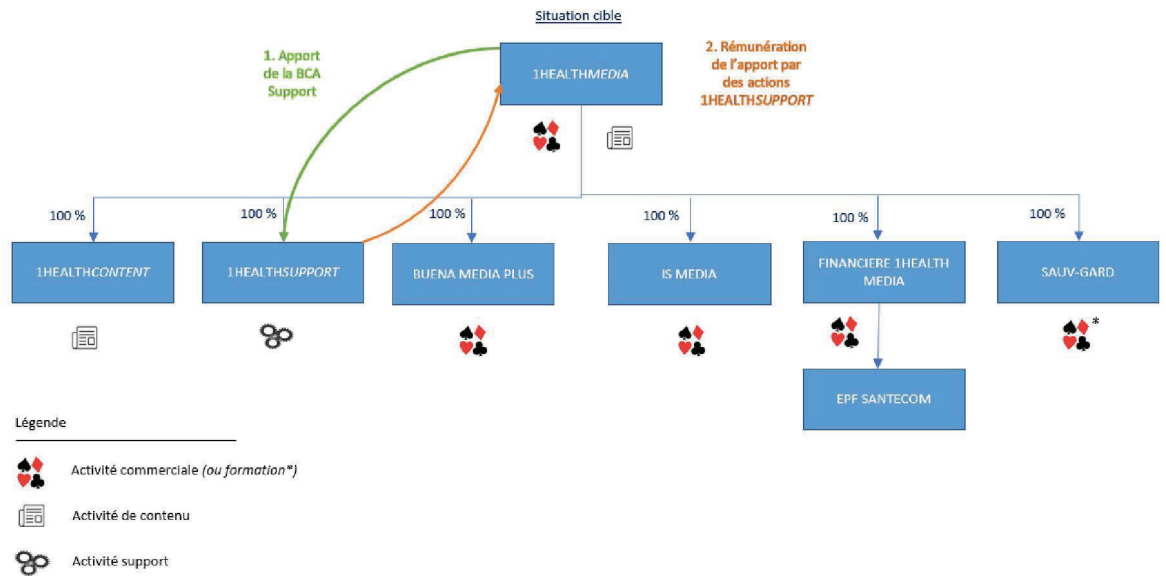 Situation cible
1. Apport
de la BCA
Support
1HEALTHMEDIA
2. Rémunération
de l'apport par
des actions
1HEALTHSUPPORT
100 %
100 %
100 %
100 %
100 %
100 %
1HEALTHCONTENT
1HEALTHSUPPORT
BUENA MEDIA PLUS
IS MEDIA
FINANCIERE 1HEALTH
MEDIA
SAUV-GARD
*
EPF SANTECOM
Légende
Activité commerciale (ou formation*)
Activité de contenu
Activité support